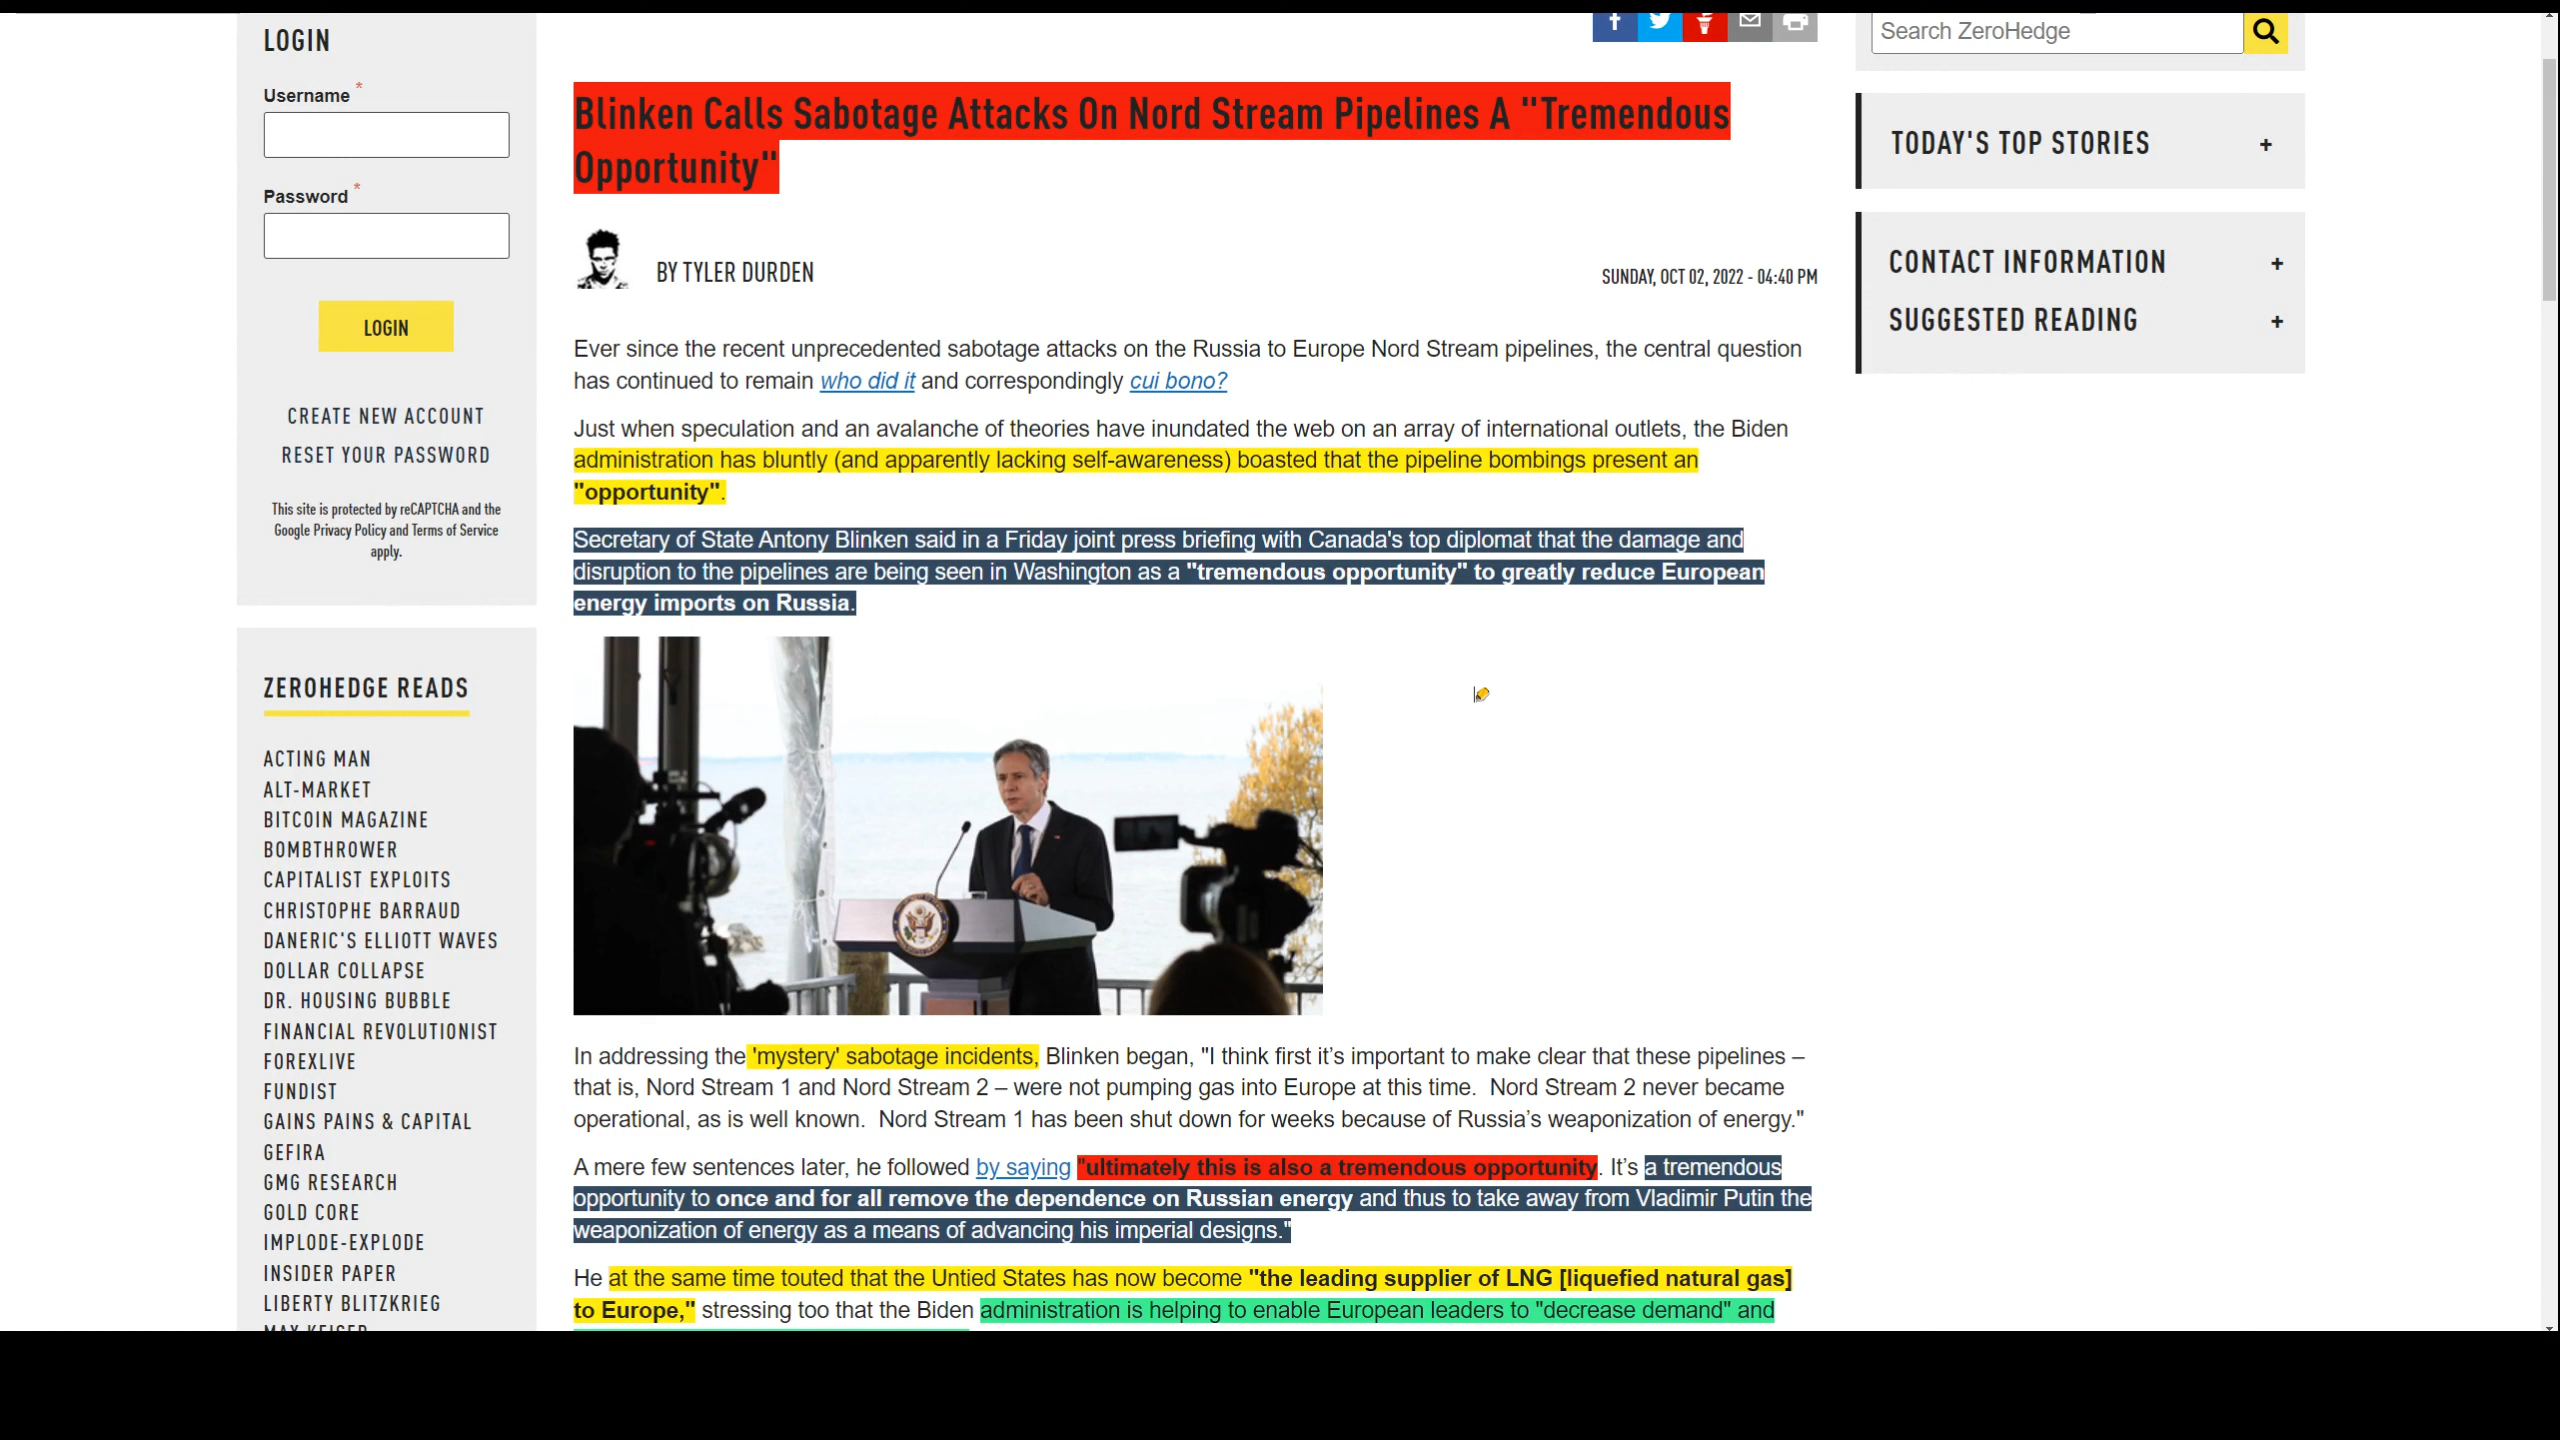 LOGIN
Username *
Password *
LOGIN
CREATE NEW ACCOUNT
RESET YOUR PASSWORD
This site is protected by reCAPTCHA and the
Google Privacy Policy and Terms of Service
apply.
ZEROHEDGE READS
ACTING MAN
ALT-MARKET
BITCOIN MAGAZINE
BOMBTHROWER
CAPITALIST EXPLOITS
CHRISTOPHE BARRAUD
DANERIC'S ELLIOTT WAVES
DOLLAR COLLAPSE
DR. HOUSING BUBBLE
FINANCIAL REVOLUTIONIST
FOREXLIVE
FUNDIST
GAINS PAINS & CAPITAL
GEFIRA
GMG RESEARCH
GOLD CORE
IMPLODE-EXPLODE
INSIDER PAPER
LIBERTY BLITZKRIEG
MAX KEISER
Blinken Calls Sabotage Attacks On Nord Stream Pipelines A "Tremendous
Opportunity"
BY TYLER DURDEN
SUNDAY, OCT 02, 2022 - 04:40 PM
Ever since the recent unprecedented sabotage attacks on the Russia to Europe Nord Stream pipelines, the central question
has continued to remain who did it and correspondingly cui bono?
Just when speculation and an avalanche of theories have inundated the web on an array of international outlets, the Biden
administration has bluntly (and apparently lacking self-awareness) boasted that the pipeline bombings present an
"opportunity".
Secretary of State Antony Blinken said in a Friday joint press briefing with Canada's top diplomat that the damage and
disruption to the pipelines are being seen in Washington as a "tremendous opportunity" to greatly reduce European
energy imports on Russia.
In addressing the 'mystery' sabotage incidents, Blinken began, "I think first it's important to make clear that these pipelines –
that is, Nord Stream 1 and Nord Stream 2 – were not pumping gas into Europe at this time.  Nord Stream 2 never became
operational, as is well known.  Nord Stream 1 has been shut down for weeks because of Russia's weaponization of energy."
A mere few sentences later, he followed by saying "ultimately this is also a tremendous opportunity. It's a tremendous
opportunity to once and for all remove the dependence on Russian energy and thus to take away from Vladimir Putin the
weaponization of energy as a means of advancing his imperial designs."
He at the same time touted that the Untied States has now become "the leading supplier of LNG [liquefied natural gas]
to Europe," stressing too that the Biden administration is helping to enable European leaders to "decrease demand" and
Search ZeroHedge
TODAY'S TOP STORIES +
CONTACT INFORMATION +
SUGGESTED READING +